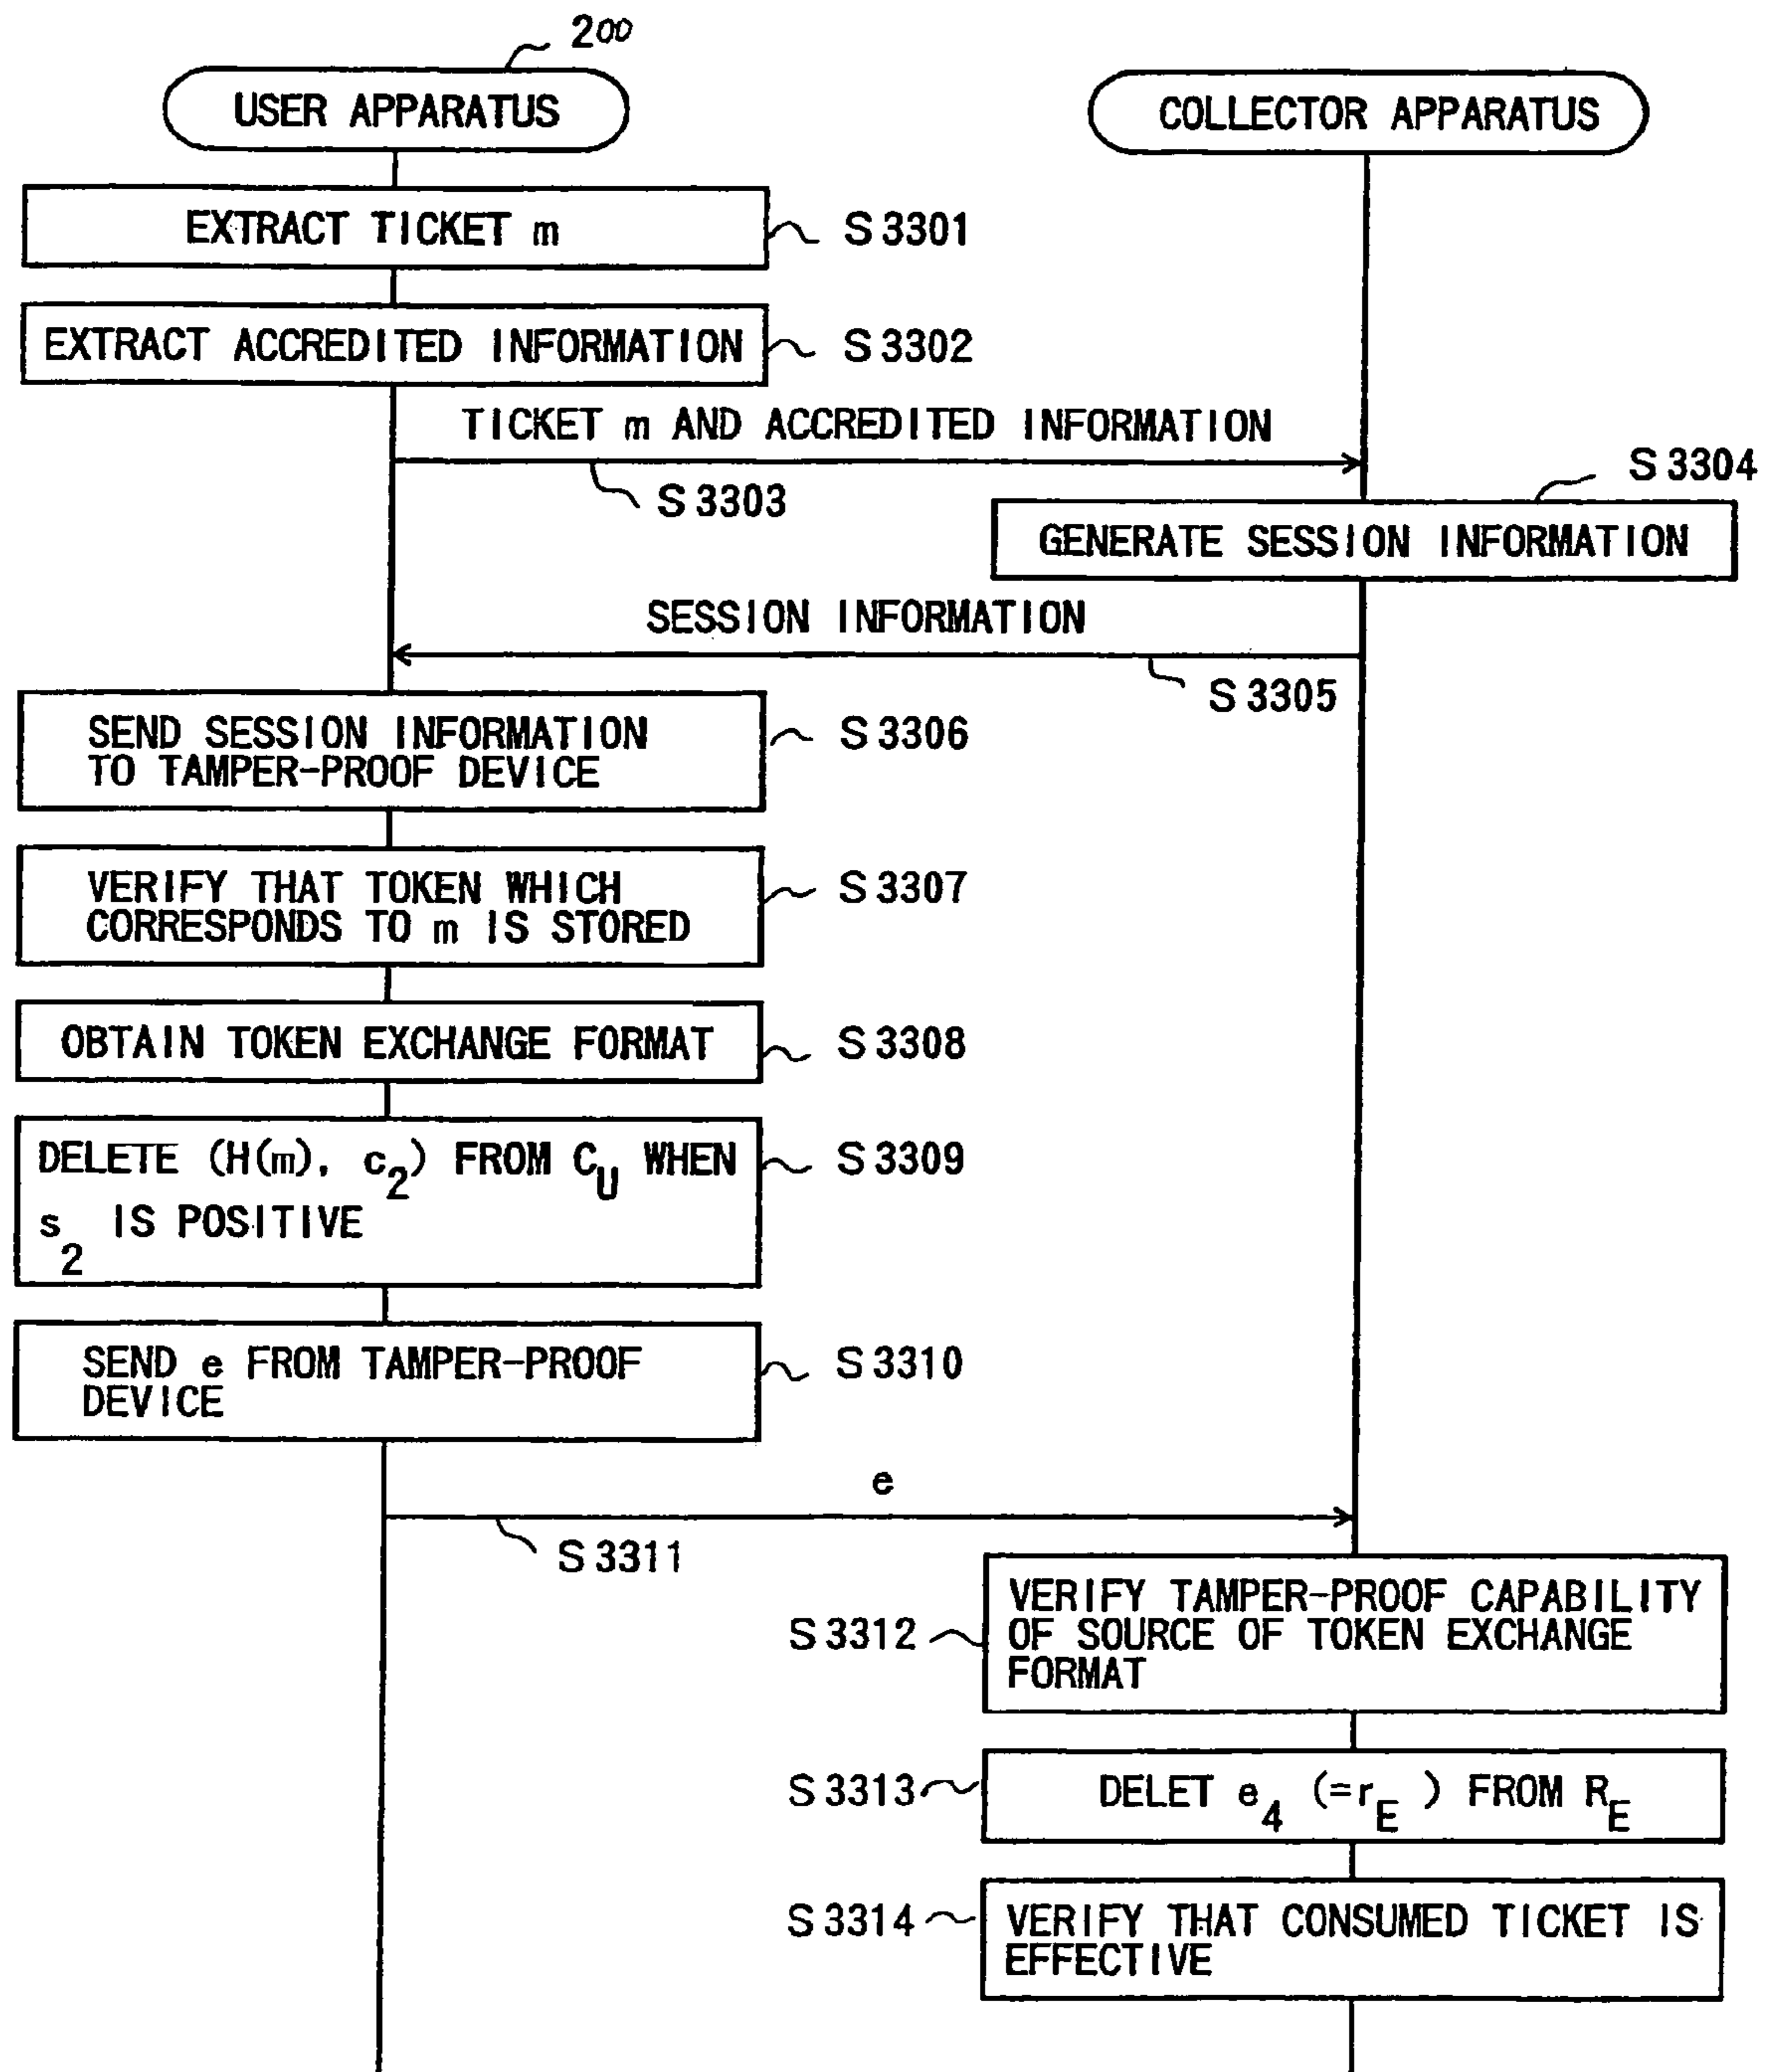 200
USER APPARATUS
COLLECTOR APPARATUS
EXTRACT TICKET m
S3301
EXTRACT ACCREDITED INFORMATION
S3302
TICKET m AND ACCREDITED INFORMATION
S3303
S3304
GENERATE SESSION INFORMATION
SESSION INFORMATION
S3305
SEND SESSION INFORMATION
TO TAMPER-PROOF DEVICE
S3306
VERIFY THAT TOKEN WHICH
CORRESPONDS TO m IS STORED
S3307
OBTAIN TOKEN EXCHANGE FORMAT
S3308
DELETE (H(m), c2) FROM CU WHEN
s2 IS POSITIVE
S3309
SEND e FROM TAMPER-PROOF
DEVICE
S3310
e
S3311
VERIFY TAMPER-PROOF CAPABILITY
OF SOURCE OF TOKEN EXCHANGE
FORMAT
S3312
DELET e4 (=rE ) FROM RE
S3313
VERIFY THAT CONSUMED TICKET IS
EFFECTIVE
S3314